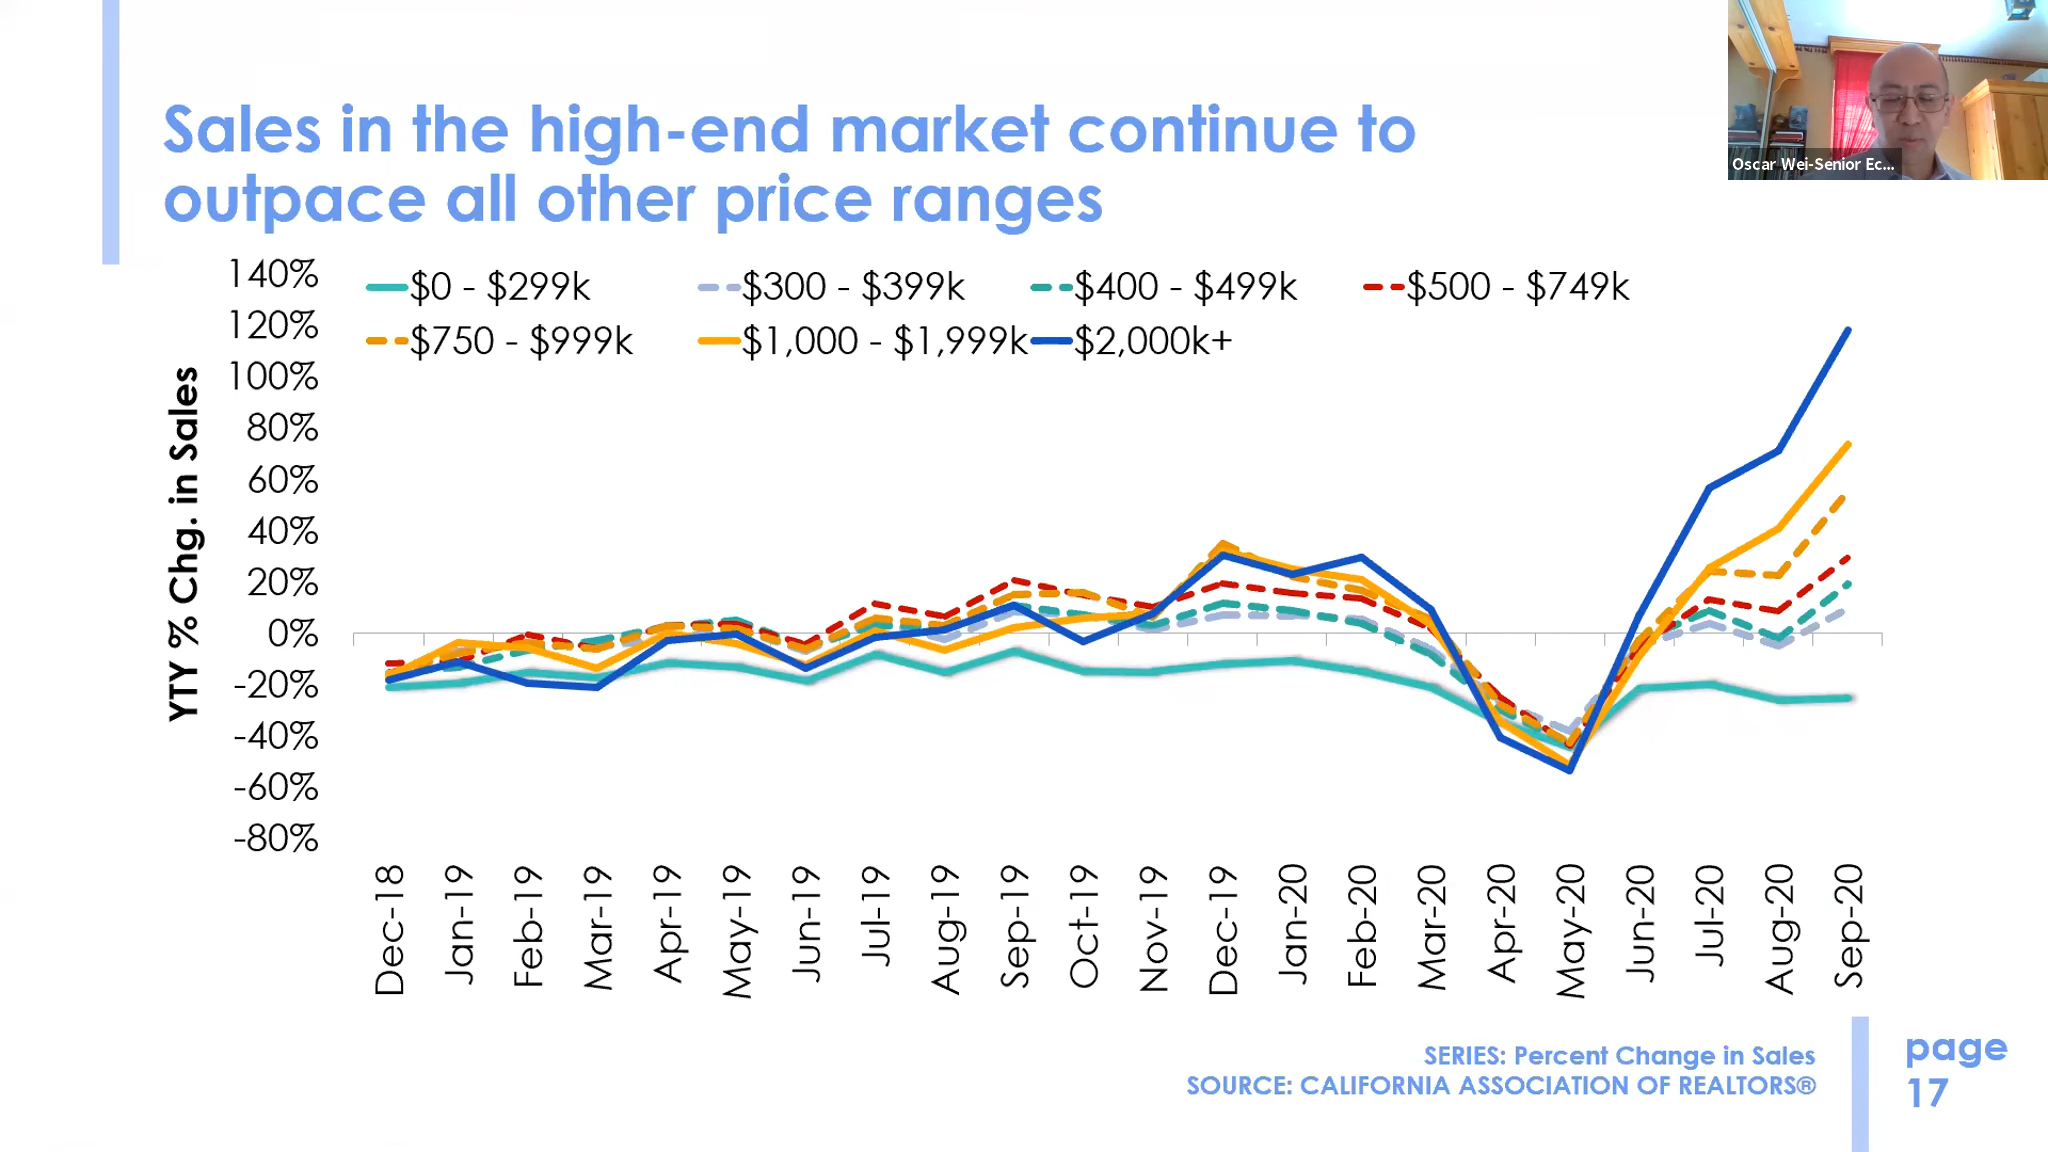 Sales in the high-end market continue to
outpace all other price ranges
Oscar Wei-Senior Ec...
$0 - $299k
$300 - $399k
$400 - $499k
$500 - $749k
$750 - $999k
$1,000 - $1,999k
$2,000k+
YTY % Chg. in Sales
140%
120%
100%
80%
60%
40%
20%
0%
-20%
-40%
-60%
-80%
Dec-18
Jan-19
Feb-19
Mar-19
Apr-19
May-19
Jun-19
Jul-19
Aug-19
Sep-19
Oct-19
Nov-19
Dec-19
Jan-20
Feb-20
Mar-20
Apr-20
May-20
Jun-20
Jul-20
Aug-20
Sep-20
SERIES: Percent Change in Sales
SOURCE: CALIFORNIA ASSOCIATION OF REALTORS®
page
17